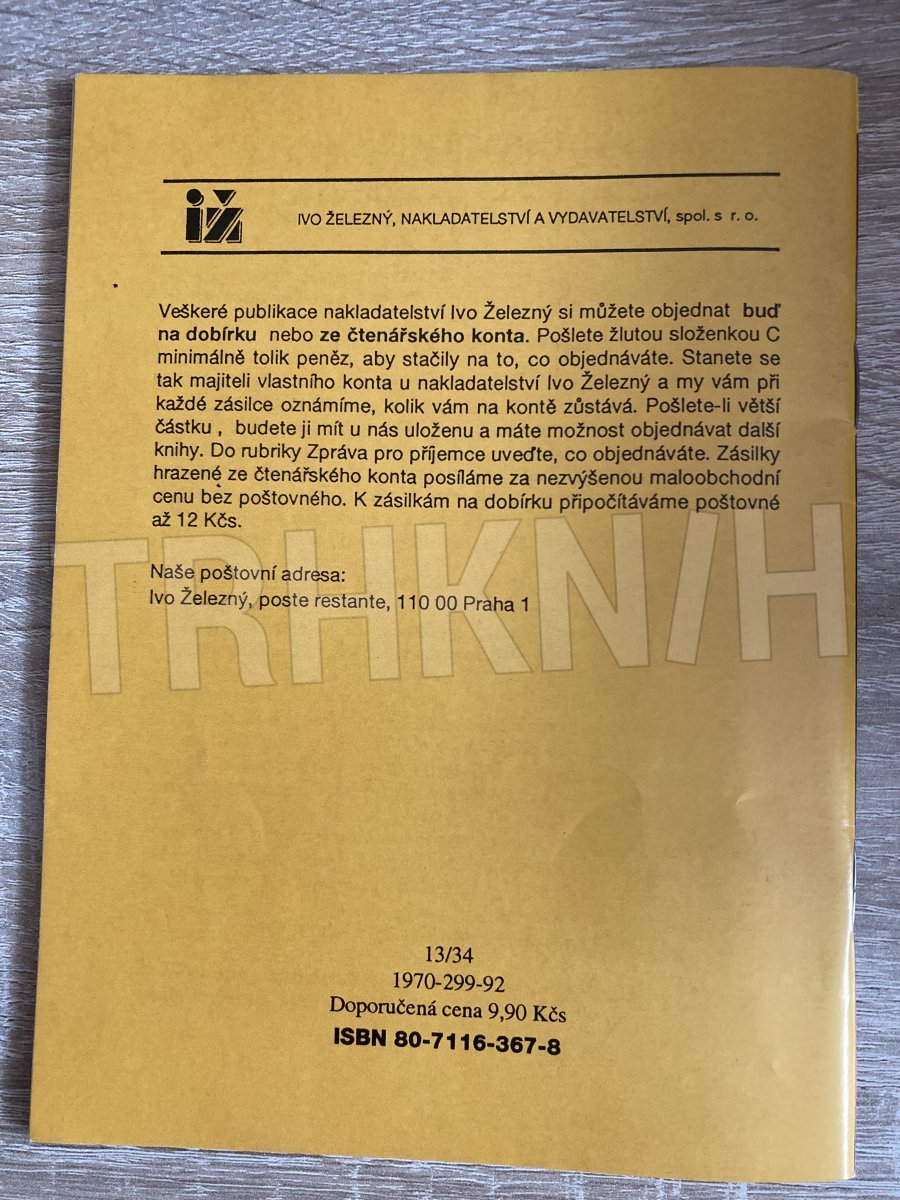 iž
IVO ŽELEZNÝ, NAKLADATELSTVÍ A VYDAVATELSTVÍ, spol. s r. o.
Veškeré publikace nakladatelství Ivo Železný si můžete objednat buď
na dobírku nebo ze čtenářského konta. Pošlete žlutou složenkou C
minimálně tolik peněz, aby stačily na to, co objednáváte. Stanete se
tak majiteli vlastního konta u nakladatelství Ivo Železný a my vám při
každé zásilce oznámíme, kolik vám na kontě zůstává. Pošlete-li větší
částku , budete ji mít u nás uloženu a máte možnost objednávat další
knihy. Do rubriky Zpráva pro příjemce uveďte, co objednáváte. Zásilky
hrazené ze čtenářského konta posíláme za nezvýšenou maloobchodní
cenu bez poštovného. K zásilkám na dobírku připočítáváme poštovné
až 12 Kčs.
TRHKNIH
Naše poštovní adresa:
Ivo Železný, poste restante, 110 00 Praha 1
13/34
1970-299-92
Doporučená cena 9,90 Kčs
ISBN 80-7116-367-8